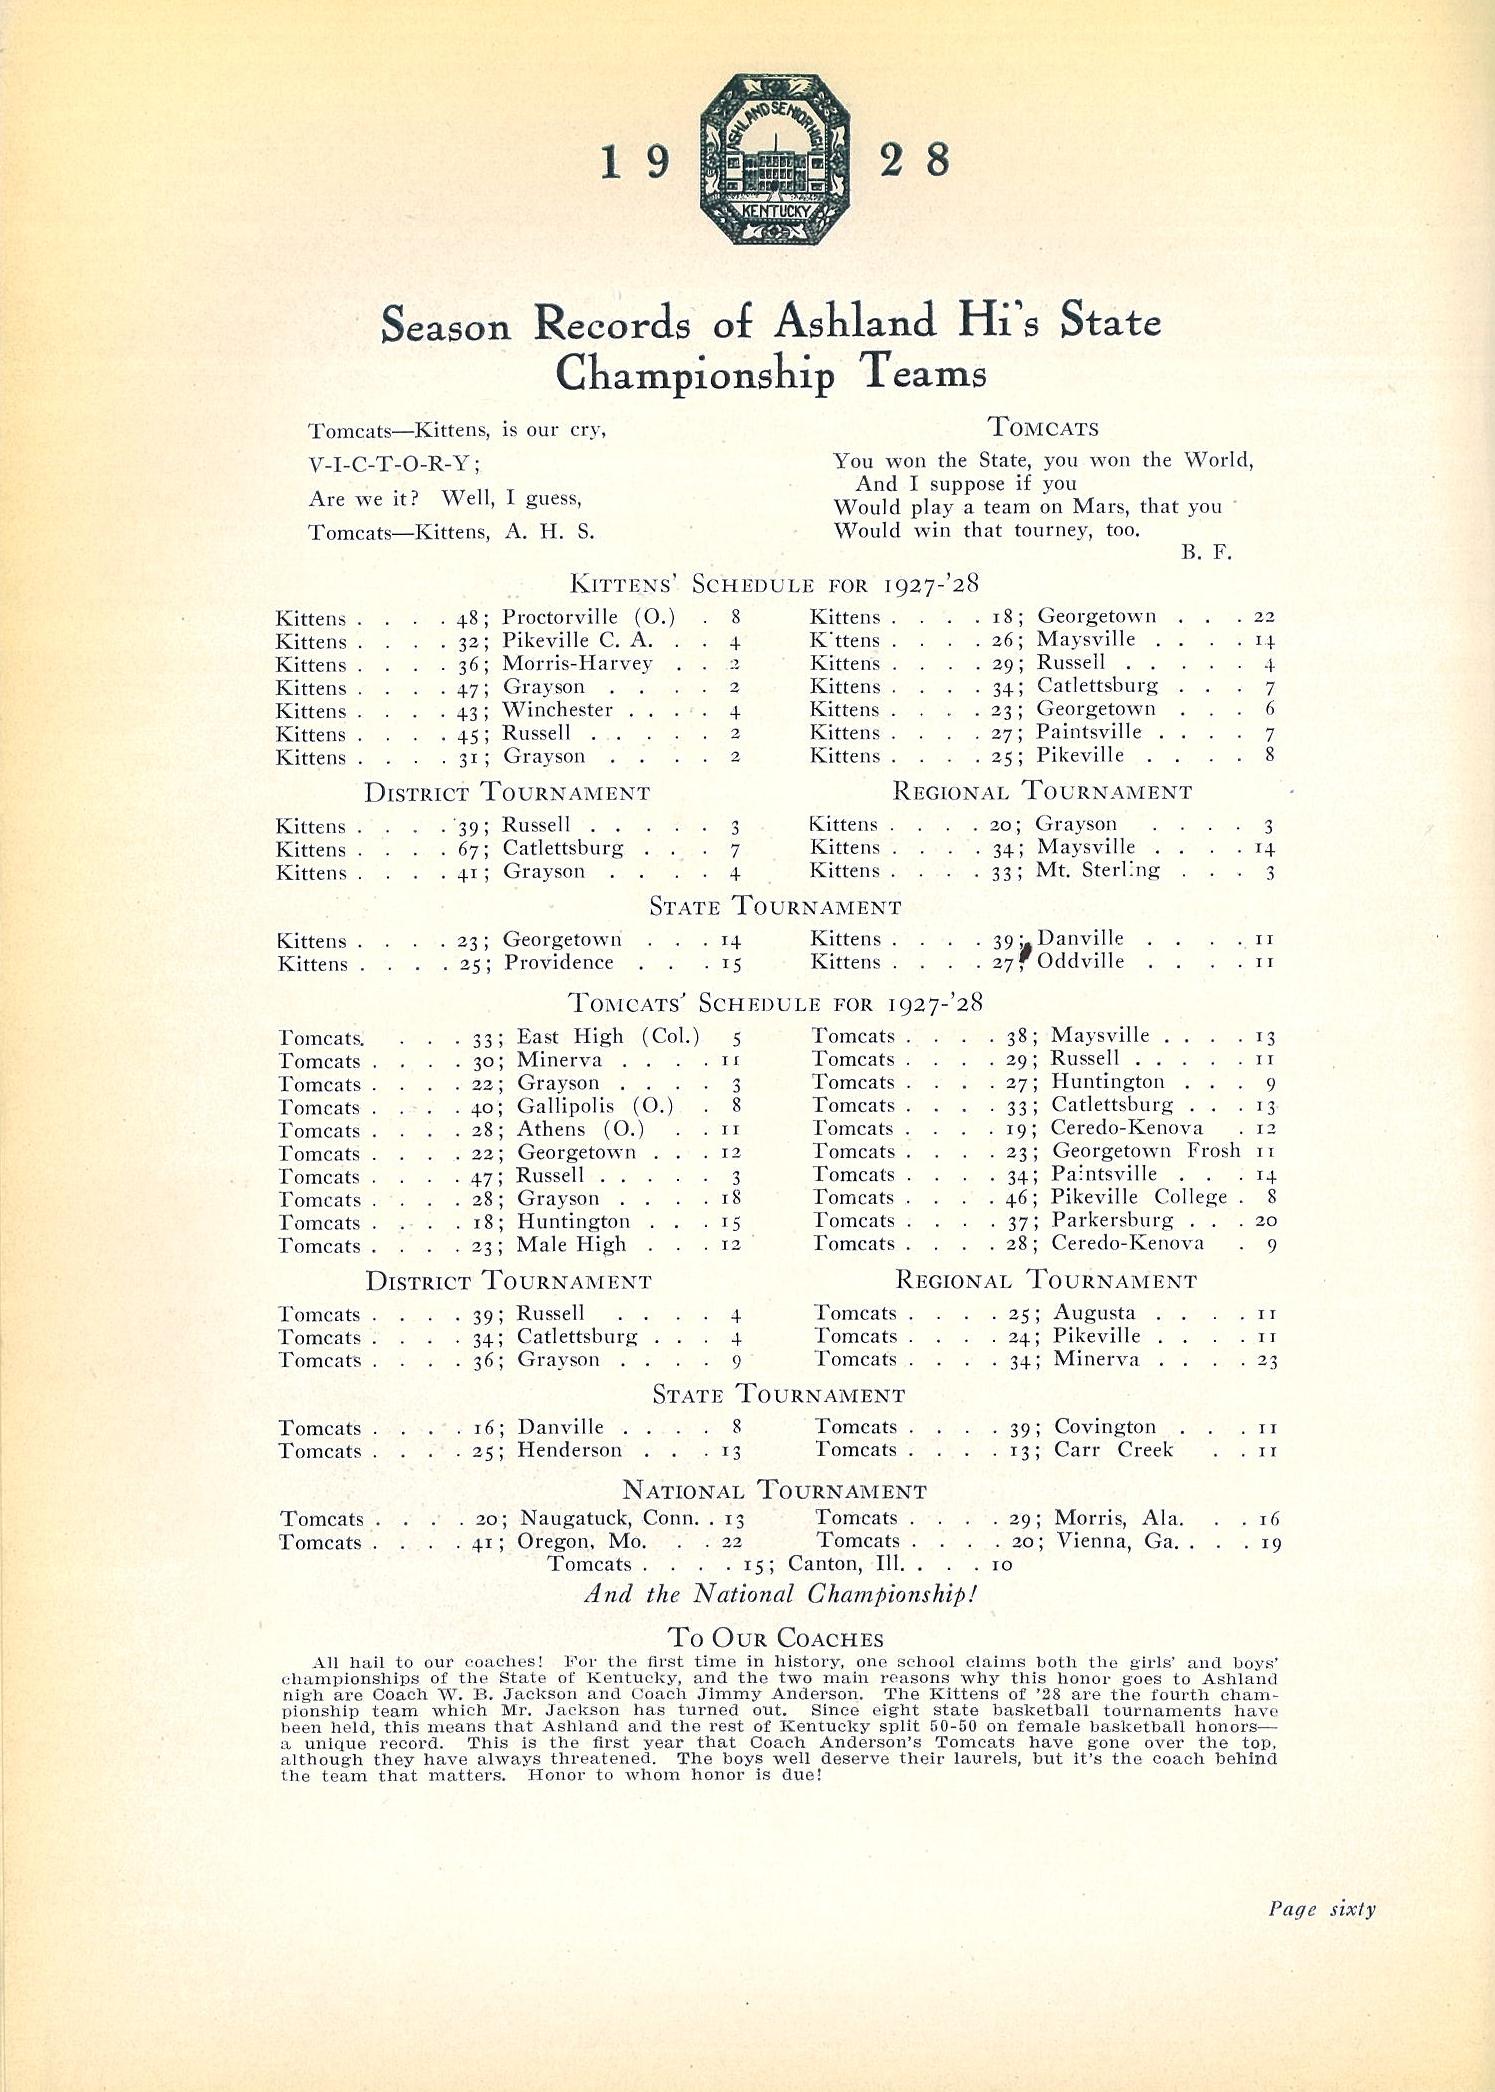 19 28
ASHLAND SENIOR HIGH
KENTUCKY
Season Records of Ashland Hi's State
Championship Teams
Tomcats—Kittens, is our cry,
V-I-C-T-O-R-Y;
Are we it? Well, I guess,
Tomcats—Kittens, A. H. S.
TOMCATS
You won the State, you won the World,
And I suppose if you
Would play a team on Mars, that you
Would win that tourney, too.
B. F.
KITTENS' SCHEDULE FOR 1927-'28
Kittens . . . . 48; Proctorville (O.) . 8
Kittens . . . . 32; Pikeville C. A. . . 4
Kittens . . . . 36; Morris-Harvey . . 2
Kittens . . . . 47; Grayson . . . . 2
Kittens . . . . 43; Winchester . . . . 4
Kittens . . . . 45; Russell . . . . . 2
Kittens . . . . 31; Grayson . . . . 2
Kittens . . . . 18; Georgetown . . . 22
K'ttens . . . . 26; Maysville . . . . 14
Kittens . . . . 29; Russell . . . . . 4
Kittens . . . . 34; Catlettsburg . . . 7
Kittens . . . . 23; Georgetown . . . 6
Kittens . . . . 27; Paintsville . . . . 7
Kittens . . . . 25; Pikeville . . . . 8
DISTRICT TOURNAMENT
Kittens . . . . 39; Russell . . . . . 3
Kittens . . . . 67; Catlettsburg . . . 7
Kittens . . . . 41; Grayson . . . . 4
REGIONAL TOURNAMENT
Kittens . . . . 20; Grayson . . . . 3
Kittens . . . . 34; Maysville . . . . 14
Kittens . . . . 33; Mt. Sterling . . . 3
STATE TOURNAMENT
Kittens . . . . 23; Georgetown . . . 14
Kittens . . . . 25; Providence . . . 15
Kittens . . . . 39; Danville . . . . 11
Kittens . . . . 27; Oddville . . . . 11
TOMCATS' SCHEDULE FOR 1927-'28
Tomcats. . . . 33; East High (Col.) 5
Tomcats . . . . 30; Minerva . . . . 11
Tomcats . . . . 22; Grayson . . . . 3
Tomcats . . . . 40; Gallipolis (O.) . 8
Tomcats . . . . 28; Athens (O.) . . 11
Tomcats . . . . 22; Georgetown . . . 12
Tomcats . . . . 47; Russell . . . . . 3
Tomcats . . . . 28; Grayson . . . . 18
Tomcats . . . . 18; Huntington . . . 15
Tomcats . . . . 23; Male High . . . 12
Tomcats . . . . 38; Maysville . . . . 13
Tomcats . . . . 29; Russell . . . . . 11
Tomcats . . . . 27; Huntington . . . 9
Tomcats . . . . 33; Catlettsburg . . . 13
Tomcats . . . . 19; Ceredo-Kenova . 12
Tomcats . . . . 23; Georgetown Frosh 11
Tomcats . . . . 34; Paintsville . . . 14
Tomcats . . . . 46; Pikeville College . 8
Tomcats . . . . 37; Parkersburg . . . 20
Tomcats . . . . 28; Ceredo-Kenova . 9
DISTRICT TOURNAMENT
Tomcats . . . . 39; Russell . . . . 4
Tomcats . . . . 34; Catlettsburg . . . 4
Tomcats . . . . 36; Grayson . . . . 9
REGIONAL TOURNAMENT
Tomcats . . . . 25; Augusta . . . . 11
Tomcats . . . . 24; Pikeville . . . . 11
Tomcats . . . . 34; Minerva . . . . 23
STATE TOURNAMENT
Tomcats . . . . 16; Danville . . . . 8
Tomcats . . . . 25; Henderson . . . 13
Tomcats . . . . 39; Covington . . . 11
Tomcats . . . . 13; Carr Creek . . 11
NATIONAL TOURNAMENT
Tomcats . . . . 20; Naugatuck, Conn. . 13
Tomcats . . . . 41; Oregon, Mo. . . 22
Tomcats . . . . 29; Morris, Ala. . . 16
Tomcats . . . . 20; Vienna, Ga. . . . 19
Tomcats . . . . 15; Canton, Ill. . . . 10
And the National Championship!
TO OUR COACHES
All hail to our coaches! For the first time in history, one school claims both the girls' and boys'
championships of the State of Kentucky, and the two main reasons why this honor goes to Ashland
nigh are Coach W. B. Jackson and Coach Jimmy Anderson. The Kittens of '28 are the fourth cham-
pionship team which Mr. Jackson has turned out. Since eight state basketball tournaments have
been held, this means that Ashland and the rest of Kentucky split 50-50 on female basketball honors—
a unique record. This is the first year that Coach Anderson's Tomcats have gone over the top,
although they have always threatened. The boys well deserve their laurels, but it's the coach behind
the team that matters. Honor to whom honor is due!
Page sixty